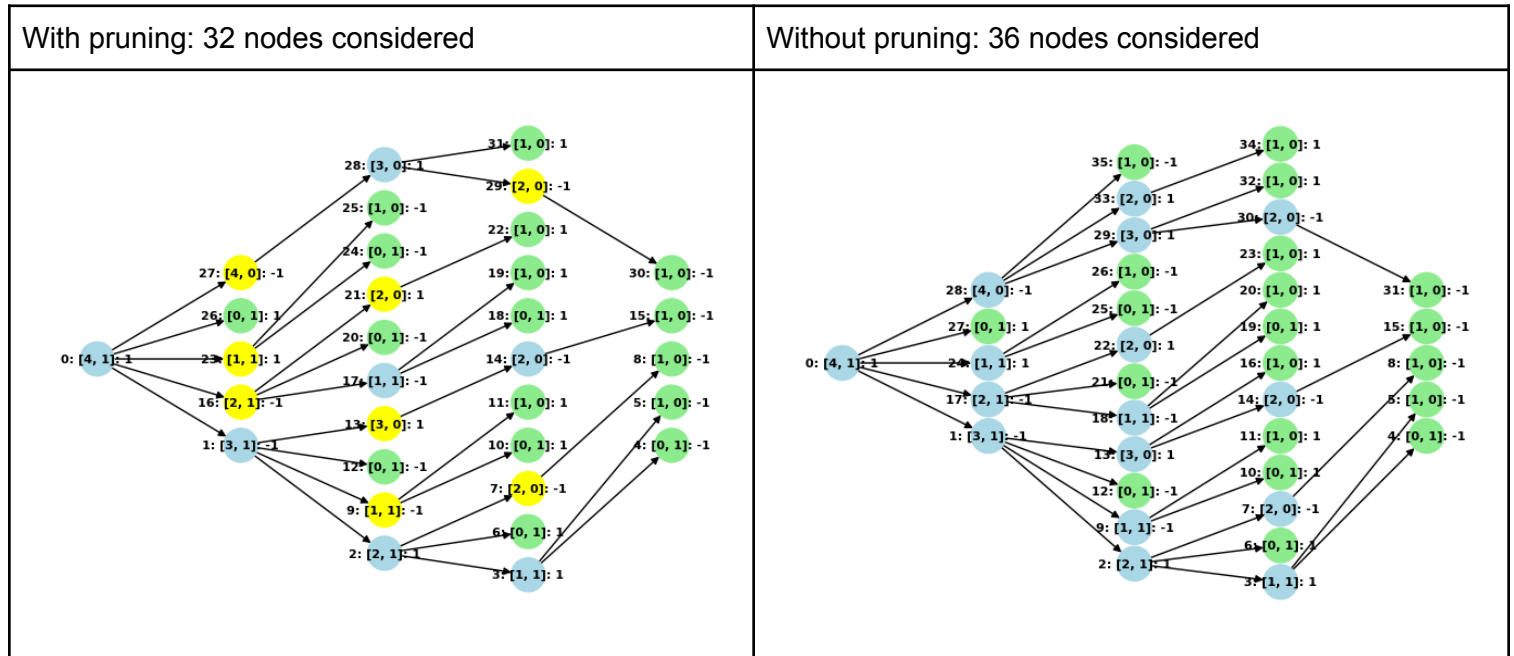 With pruning: 32 nodes considered
31: [1, 0]: 1
28: [3, 0]: 1
29: [2, 0]: -1
25: [1, 0]: -1
22: [1, 0]: 1
24: [0, 1]: -1
27: [4, 0]: -1
19: [1, 0]: 1
30: [1, 0]: -1
21: [2, 0]: 1
26: [0, 1]: 1
18: [0, 1]: 1
15: [1, 0]: -1
20: [0, 1]: -1
0: [4, 1]: 1
23: [1, 1]: 1
14: [2, 0]: -1
8: [1, 0]: -1
17: [1, 1]: -1
16: [2, 1]: -1
11: [1, 0]: 1
5: [1, 0]: -1
13: [3, 0]: 1
1: [3, 1]: -1
10: [0, 1]: 1
4: [0, 1]: -1
12: [0, 1]: -1
7: [2, 0]: -1
9: [1, 1]: -1
6: [0, 1]: 1
2: [2, 1]: 1
3: [1, 1]: 1
Without pruning: 36 nodes considered
34: [1, 0]: 1
35: [1, 0]: -1
32: [1, 0]: 1
33: [2, 0]: 1
30: [2, 0]: -1
29: [3, 0]: 1
23: [1, 0]: 1
26: [1, 0]: -1
28: [4, 0]: -1
20: [1, 0]: 1
31: [1, 0]: -1
25: [0, 1]: -1
27: [0, 1]: 1
19: [0, 1]: 1
15: [1, 0]: -1
22: [2, 0]: 1
0: [4, 1]: 1
24: [1, 1]: 1
16: [1, 0]: 1
8: [1, 0]: -1
21: [0, 1]: -1
17: [2, 1]: -1
14: [2, 0]: -1
5: [1, 0]: -1
18: [1, 1]: -1
1: [3, 1]: -1
11: [1, 0]: 1
4: [0, 1]: -1
13: [3, 0]: 1
10: [0, 1]: 1
12: [0, 1]: -1
7: [2, 0]: -1
9: [1, 1]: -1
6: [0, 1]: 1
2: [2, 1]: 1
3: [1, 1]: 1